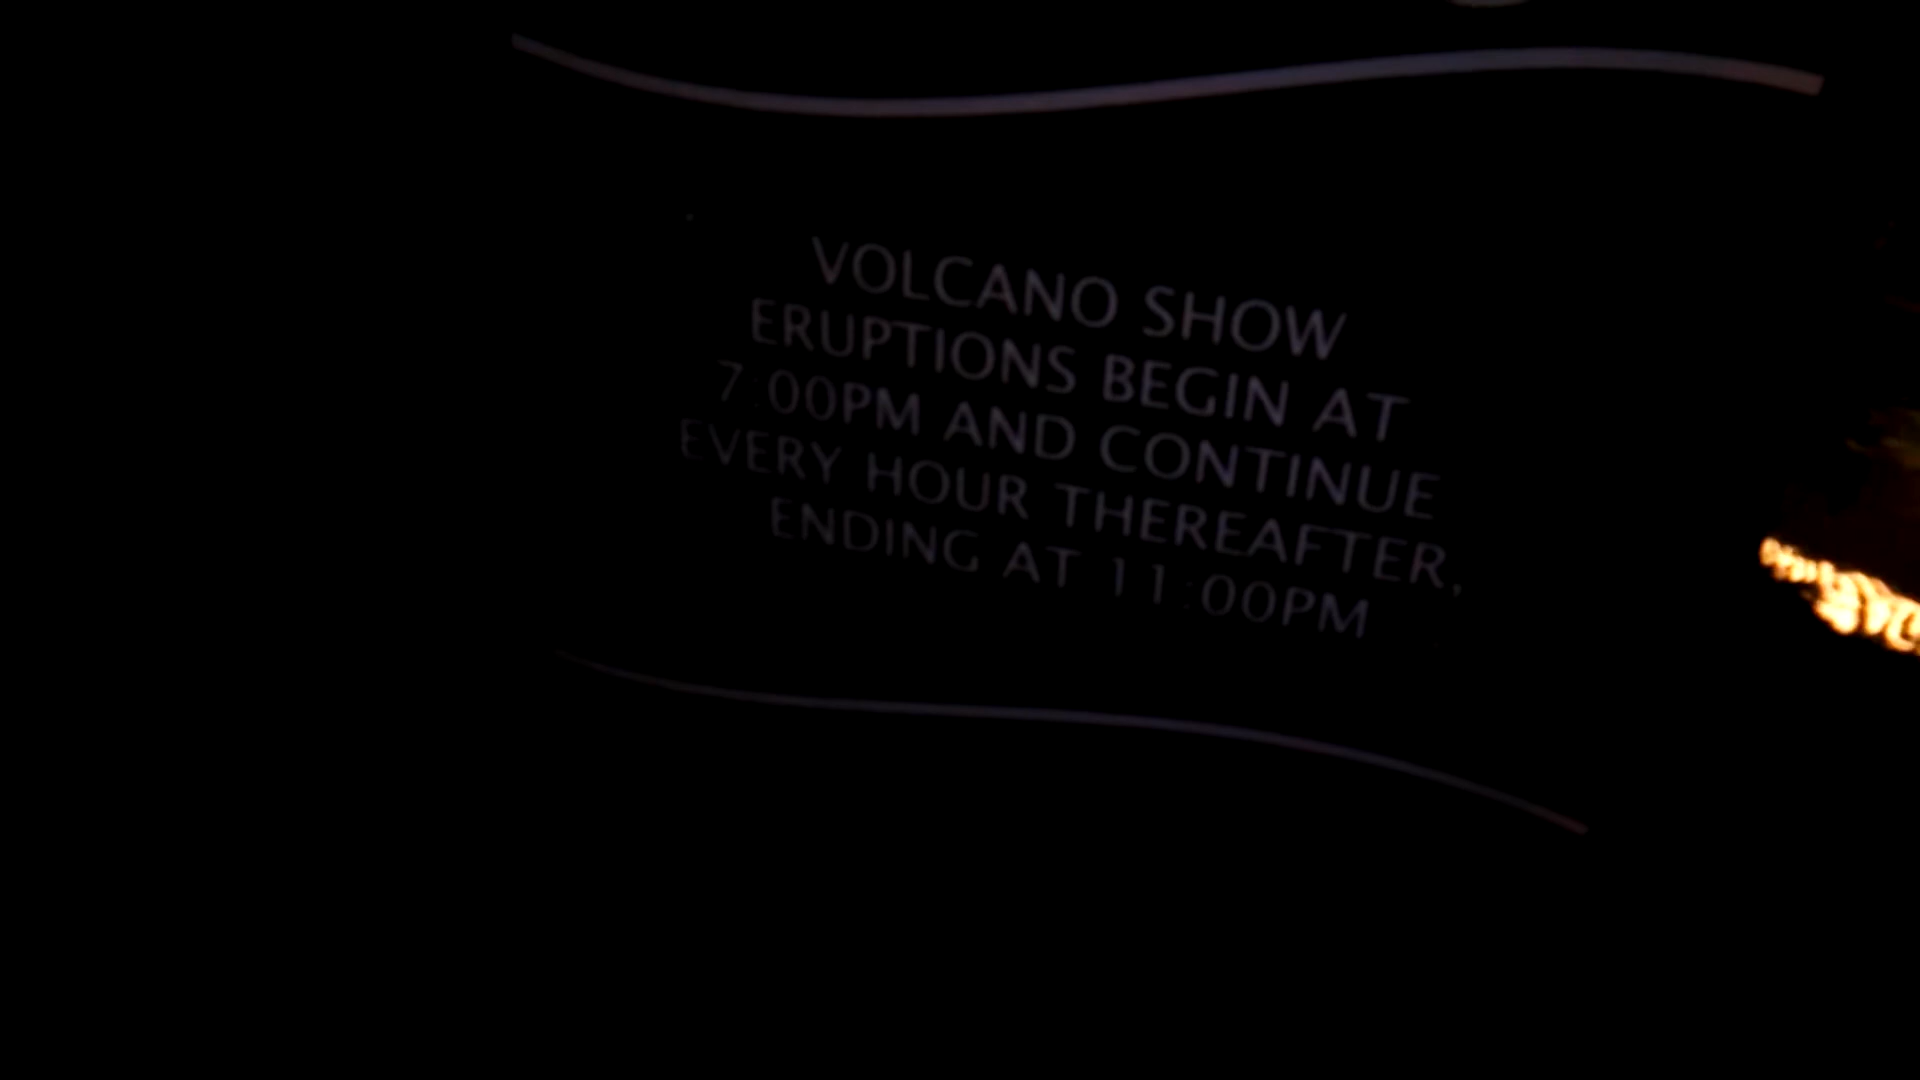 VOLCANO SHOW
ERUPTIONS BEGIN AT
7:00PM AND CONTINUE
EVERY HOUR THEREAFTER,
ENDING AT 11:00PM